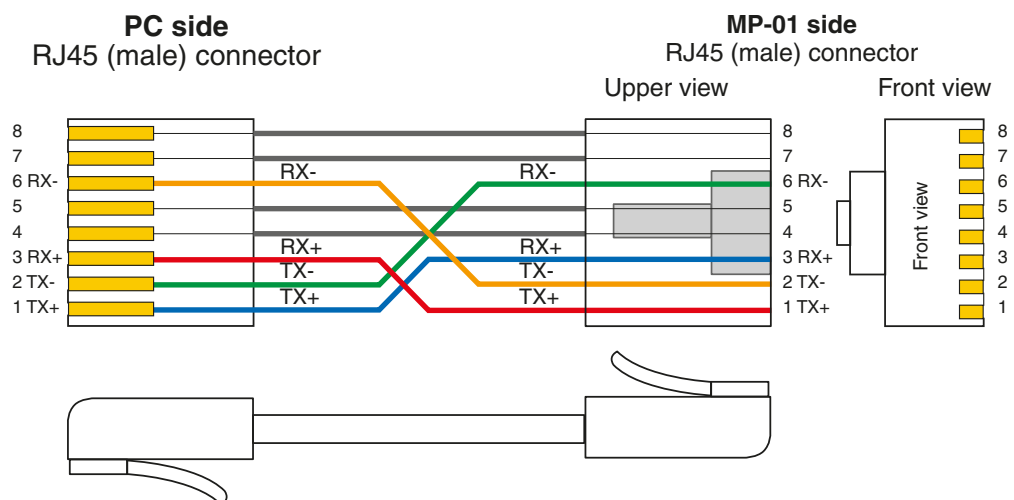 PC side
RJ45 (male) connector
MP-01 side
RJ45 (male) connector
Upper view
Front view
8
7
6 RX-
5
4
3 RX+
2 TX-
1 TX+
RX-
RX+
TX-
TX+
RX-
RX+
TX-
TX+
8
7
6 RX-
5
4
3 RX+
2 TX-
1 TX+
Front view
8
7
6
5
4
3
2
1